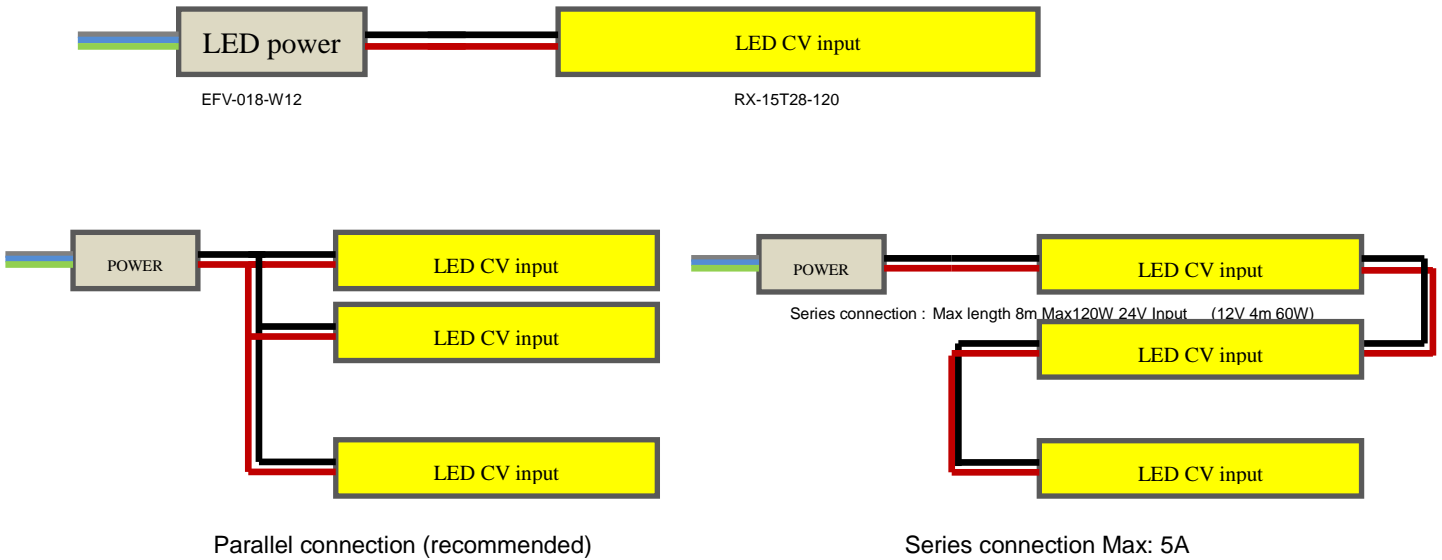 LED power
LED CV input
EFV-018-W12
RX-15T28-120
POWER
LED CV input
LED CV input
LED CV input
Parallel connection (recommended)
POWER
LED CV input
Series connection : Max length 8m Max120W 24V Input (12V 4m 60W)
LED CV input
LED CV input
Series connection Max: 5A